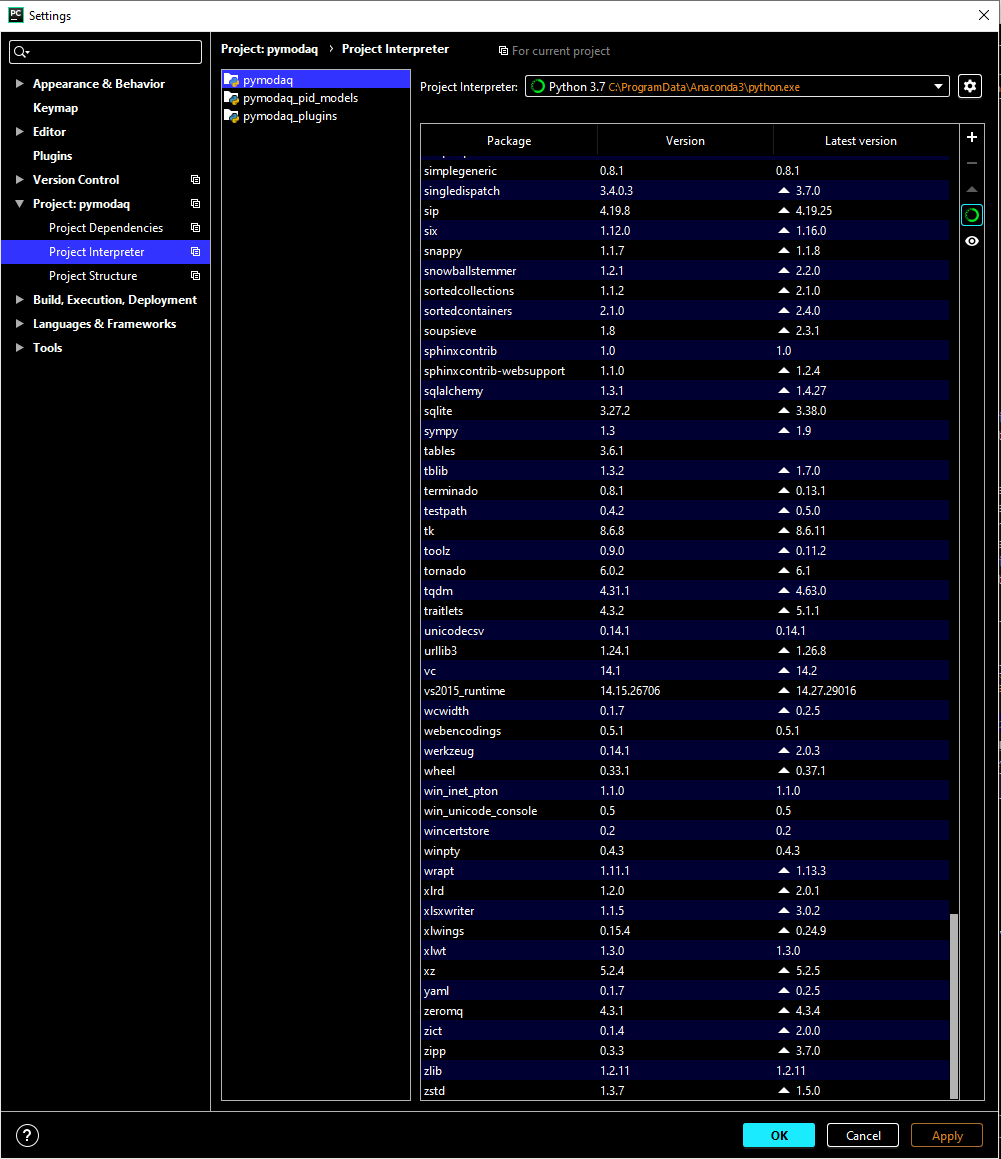 PC Settings
Project: pymodaq › Project Interpreter For current project
Appearance & Behavior
Keymap
Editor
Plugins
Version Control
Project: pymodaq
Project Dependencies
Project Interpreter
Project Structure
Build, Execution, Deployment
Languages & Frameworks
Tools
pymodaq
pymodaq_pid_models
pymodaq_plugins
Project Interpreter: Python 3.7 C:\ProgramData\Anaconda3\python.exe
Package Version Latest version
simplegeneric 0.8.1 0.8.1
singledispatch 3.4.0.3 3.7.0
sip 4.19.8 4.19.25
six 1.12.0 1.16.0
snappy 1.1.7 1.1.8
snowballstemmer 1.2.1 2.2.0
sortedcollections 1.1.2 2.1.0
sortedcontainers 2.1.0 2.4.0
soupsieve 1.8 2.3.1
sphinxcontrib 1.0 1.0
sphinxcontrib-websupport 1.1.0 1.2.4
sqlalchemy 1.3.1 1.4.27
sqlite 3.27.2 3.38.0
sympy 1.3 1.9
tables 3.6.1
tblib 1.3.2 1.7.0
terminado 0.8.1 0.13.1
testpath 0.4.2 0.5.0
tk 8.6.8 8.6.11
toolz 0.9.0 0.11.2
tornado 6.0.2 6.1
tqdm 4.31.1 4.63.0
traitlets 4.3.2 5.1.1
unicodecsv 0.14.1 0.14.1
urllib3 1.24.1 1.26.8
vc 14.1 14.2
vs2015_runtime 14.15.26706 14.27.29016
wcwidth 0.1.7 0.2.5
webencodings 0.5.1 0.5.1
werkzeug 0.14.1 2.0.3
wheel 0.33.1 0.37.1
win_inet_pton 1.1.0 1.1.0
win_unicode_console 0.5 0.5
wincertstore 0.2 0.2
winpty 0.4.3 0.4.3
wrapt 1.11.1 1.13.3
xlrd 1.2.0 2.0.1
xlsxwriter 1.1.5 3.0.2
xlwings 0.15.4 0.24.9
xlwt 1.3.0 1.3.0
xz 5.2.4 5.2.5
yaml 0.1.7 0.2.5
zeromq 4.3.1 4.3.4
zict 0.1.4 2.0.0
zipp 0.3.3 3.7.0
zlib 1.2.11 1.2.11
zstd 1.3.7 1.5.0
? OK Cancel Apply